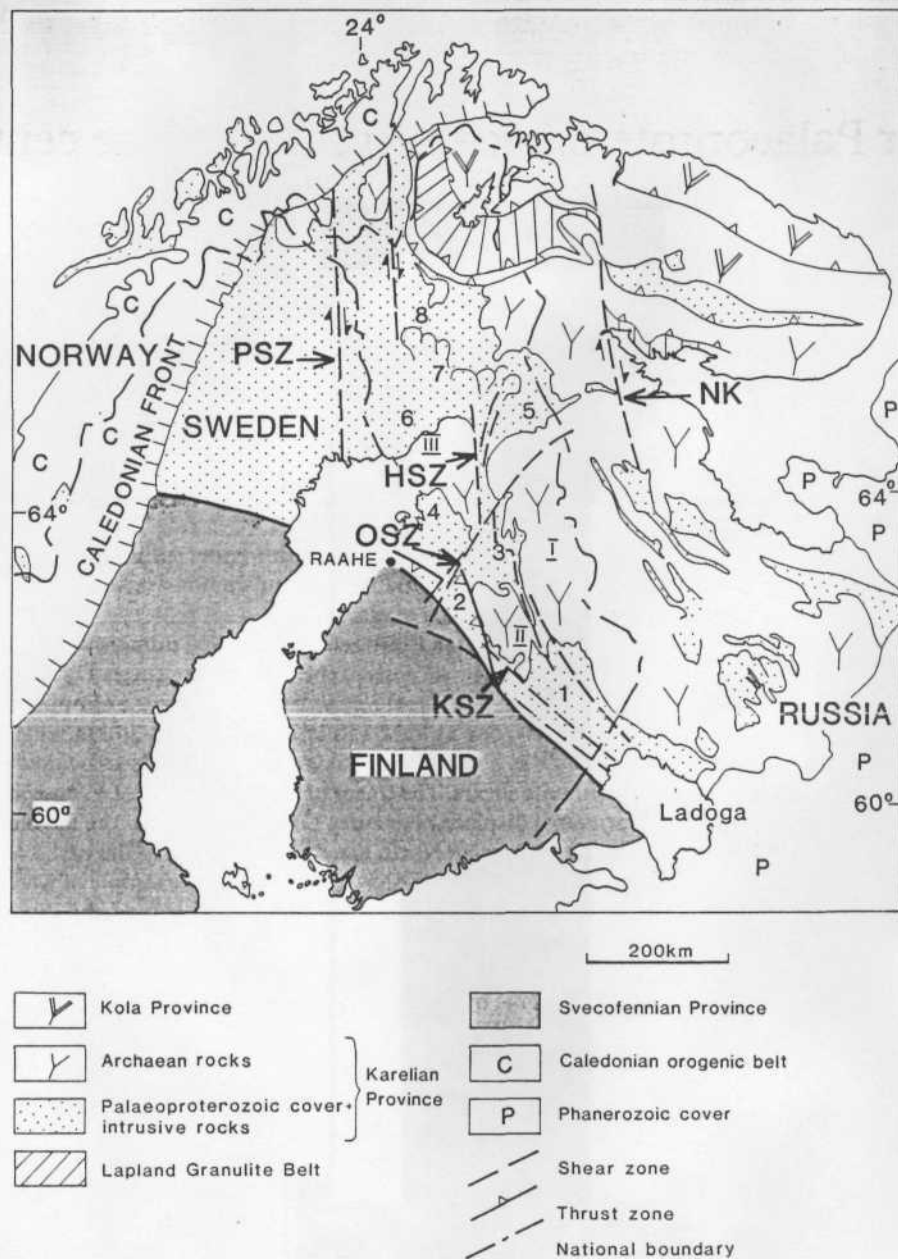 r Palaeoprotero
e cent
24°
C
C
C
C
C
C
NORWAY
PSZ
SWEDEN
CALEDONIAN FRONT
8
7
6
III
5
HSZ
NK
P
P
P
64°
64°
4
OSZ
3
I
RAAHE
2
II
KSZ
1
RUSSIA
FINLAND
P
60°
60°
Ladoga
P
200km
Kola Province
Archaean rocks
Palaeoproterozoic cover+
intrusive rocks
Karelian
Province
Lapland Granulite Belt
Svecofennian Province
C Caledonian orogenic belt
P Phanerozoic cover
Shear zone
Thrust zone
National boundary